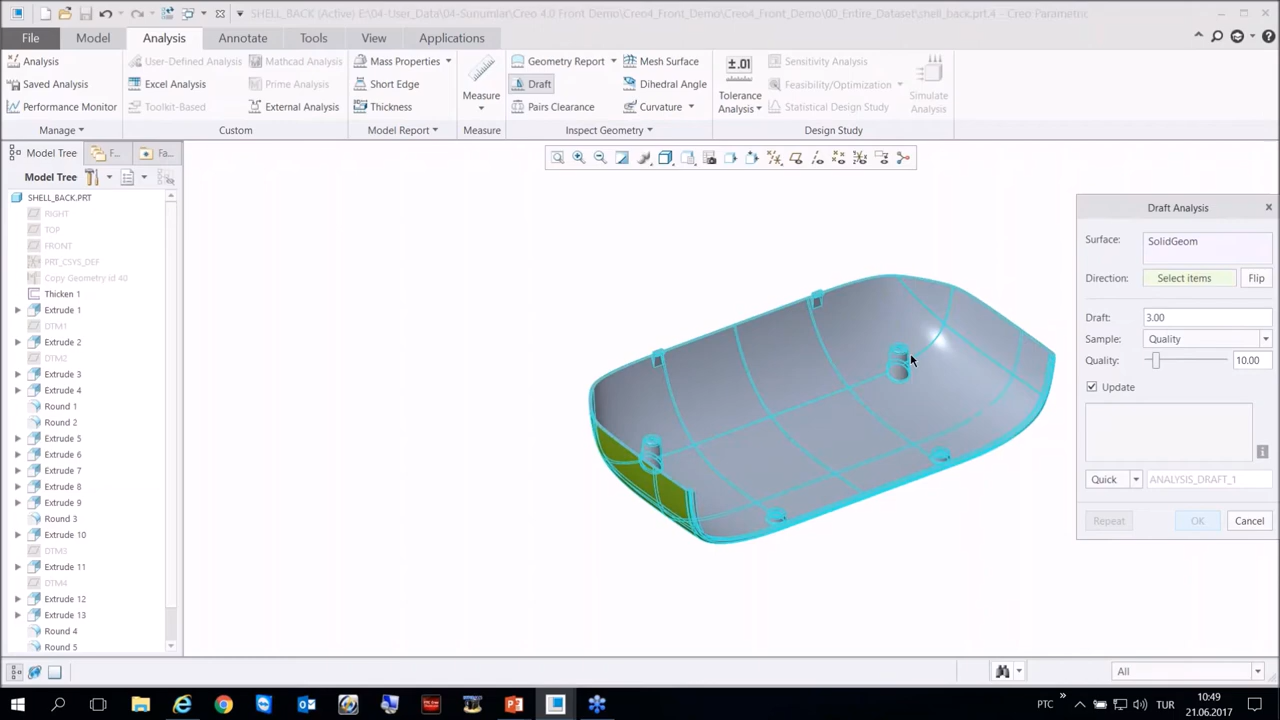 SHELL_BACK (Active) E:\04-User_Data\04-Sunumlar\Creo 4.0 Front Demo\Creo4_Front_Demo\Creo4_Front_Demo\00_Entire_Dataset\shell_back.prt.4 - Creo Parametric
File Model Analysis Annotate Tools View Applications
Analysis User-Defined Analysis Mathcad Analysis Mass Properties Geometry Report Mesh Surface Sensitivity Analysis
Saved Analysis Excel Analysis Prime Analysis Short Edge Draft Dihedral Angle Feasibility/Optimization
Performance Monitor Toolkit-Based External Analysis Thickness Measure Pairs Clearance Curvature Tolerance Analysis Statistical Design Study Simulate Analysis
Manage Custom Model Report Measure Inspect Geometry Design Study
Model Tree F... Fa...
Model Tree
SHELL_BACK.PRT
RIGHT
TOP
FRONT
PRT_CSYS_DEF
Copy Geometry id 40
Thicken 1
Extrude 1
DTM1
Extrude 2
DTM2
Extrude 3
Extrude 4
Round 1
Round 2
Extrude 5
Extrude 6
Extrude 7
Extrude 8
Extrude 9
Round 3
Extrude 10
DTM3
Extrude 11
DTM4
Extrude 12
Extrude 13
Round 4
Round 5
Draft Analysis
Surface: SolidGeom
Direction: Select items Flip
Draft: 3.00
Sample: Quality
Quality: 10.00
Update
Quick ANALYSIS_DRAFT_1
Repeat OK Cancel
All
PTC TUR 10:49
21.06.2017